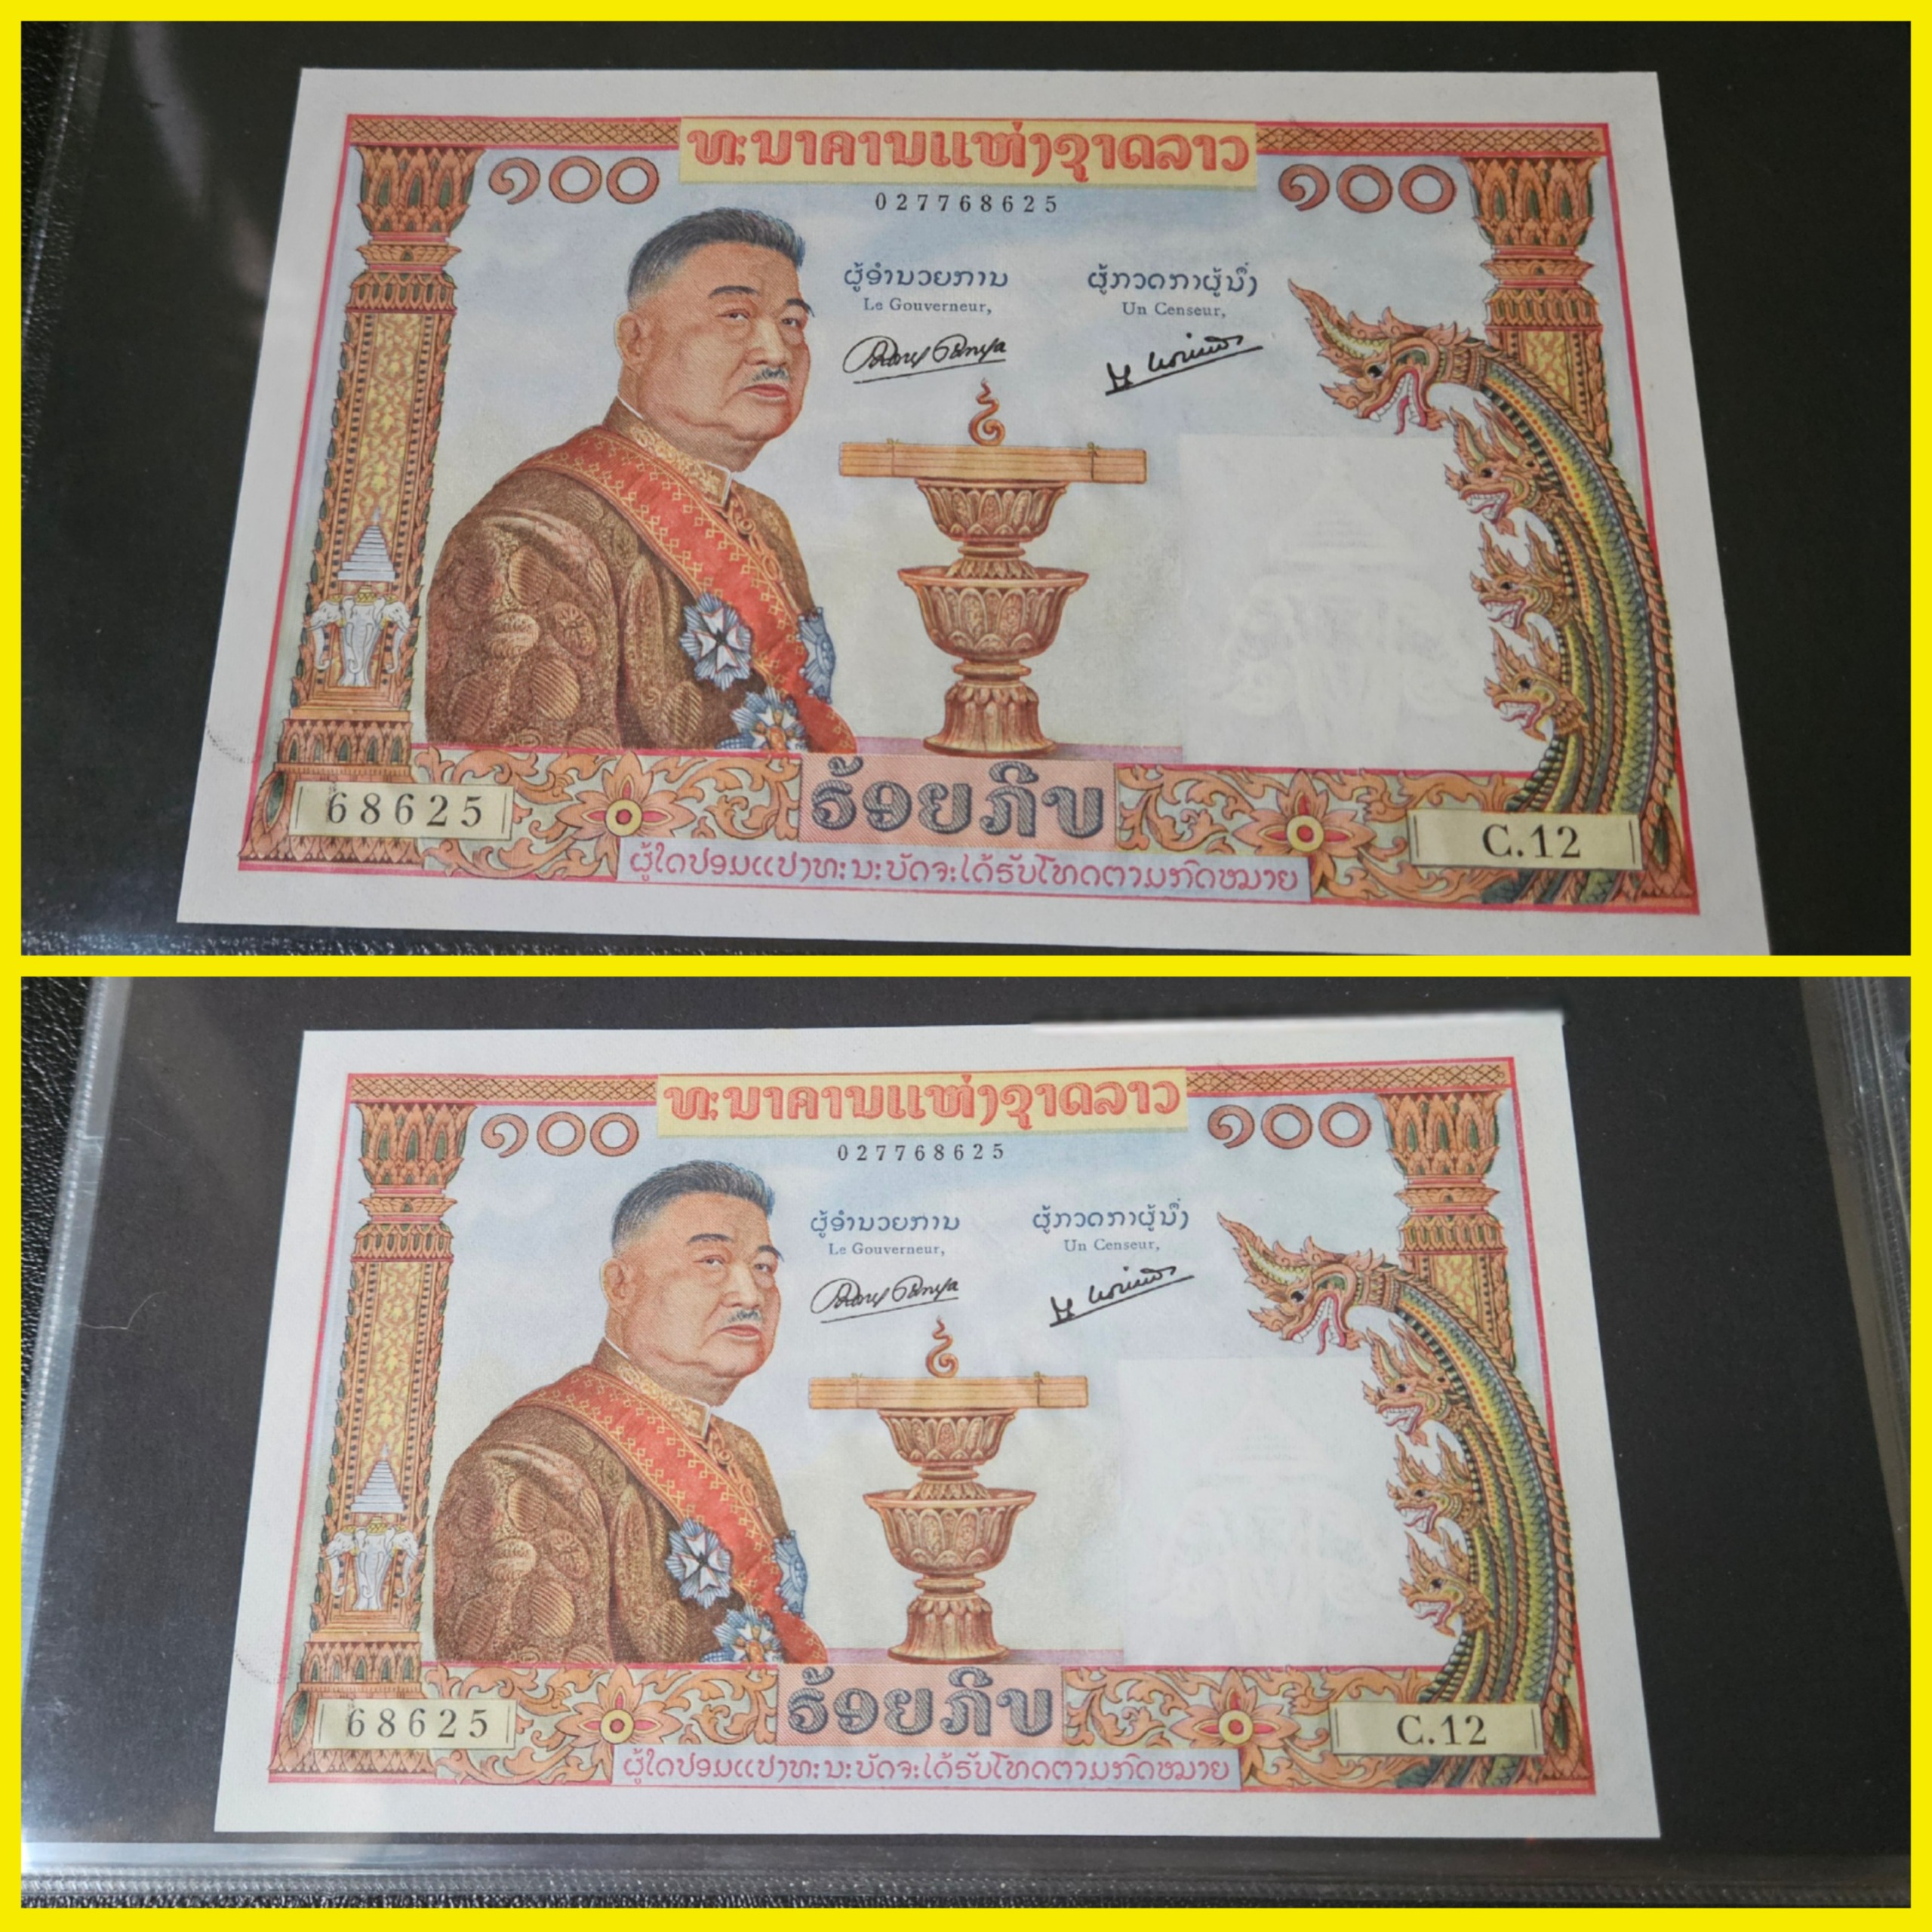 ທະນາຄານແຫ່ງຊາດລາວ
໑໐໐ ໑໐໐
027768625
ຜູ້ອໍານວຍການ ຜູ້ກວດກາຜູ້ນຶ່ງ
Le Gouverneur, Un Censeur,
68625 ຮ້ອຍກີບ C.12
ຜູ້ໃດປອມແປງທະນະບັດຈະໄດ້ຮັບໂທດຕາມກົດໝາຍ
ທະນາຄານແຫ່ງຊາດລາວ
໑໐໐ ໑໐໐
027768625
ຜູ້ອໍານວຍການ ຜູ້ກວດກາຜູ້ນຶ່ງ
Le Gouverneur, Un Censeur,
68625 ຮ້ອຍກີບ C.12
ຜູ້ໃດປອມແປງທະນະບັດຈະໄດ້ຮັບໂທດຕາມກົດໝາຍ